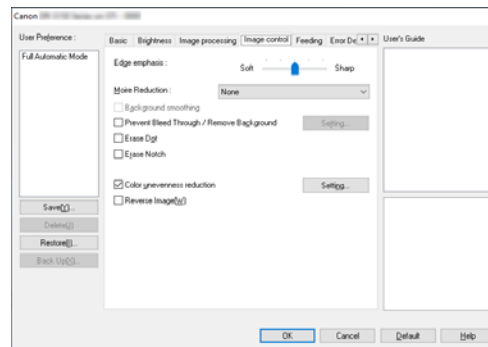 Canon
User Preference :
Full Automatic Mode
Save(Y)...
Delete(J)
Restore(I)...
Back Up(X)...
Basic Brightness Image processing Image control Feeding Error De
Edge emphasis :
Soft Sharp
Moire Reduction :
None
Background smoothing
Prevent Bleed Through / Remove Background Setting...
Erase Dot
Erase Notch
Color unevenness reduction Setting...
Reverse Image(W)
User's Guide
OK Cancel Default Help